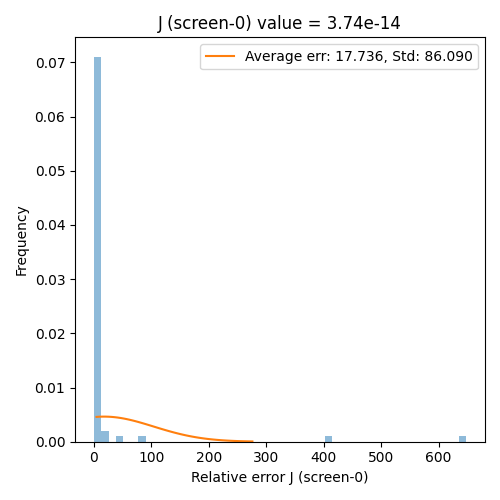 J (screen-0) value = 3.74e-14
Average err: 17.736, Std: 86.090
Frequency
0.07
0.06
0.05
0.04
0.03
0.02
0.01
0.00
0 100 200 300 400 500 600
Relative error J (screen-0)